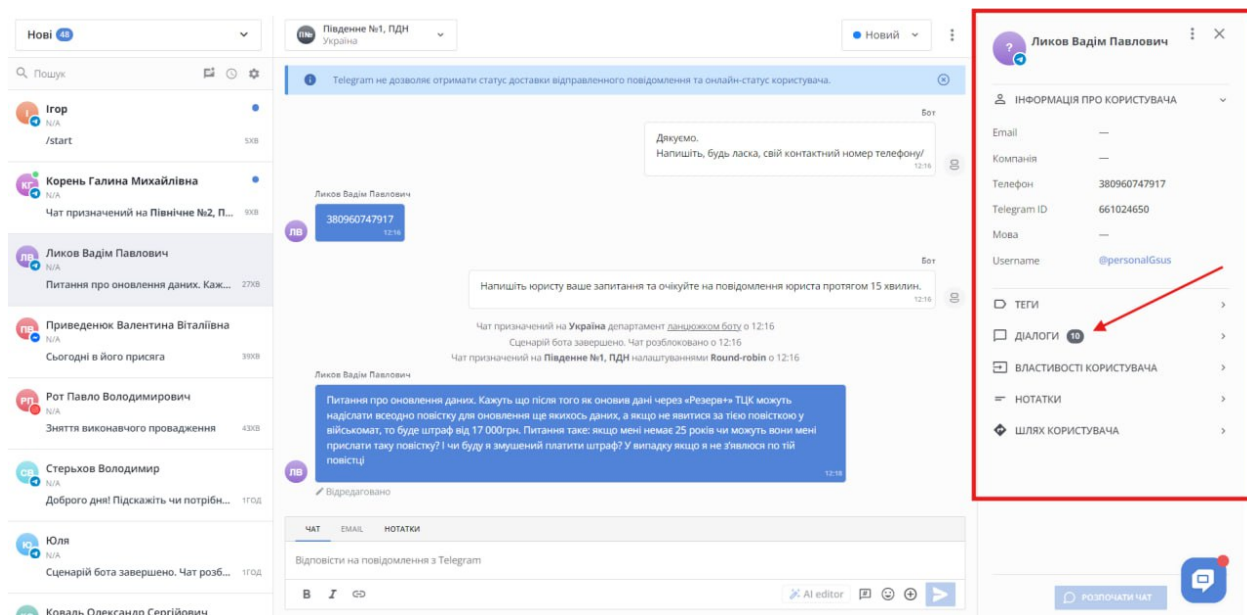 Нові 48
Пошук
І
Ігор
N/A
/start
5ХВ
КГ
Корень Галина Михайлівна
N/A
Чат призначений на Північне №2, П...
9ХВ
ЛВ
Ликов Вадім Павлович
N/A
Питання про оновлення даних. Каж...
27ХВ
ПВ
Приведенюк Валентина Віталіївна
N/A
Сьогодні в його присяга
39ХВ
РП
Рот Павло Володимирович
N/A
Зняття виконавчого провадження
43ХВ
СВ
Стерьхов Володимир
N/A
Доброго дня! Підскажіть чи потрібн...
1ГОД
Ю
Юля
N/A
Сценарій бота завершено. Чат розб...
1ГОД
Коваль Олександр Сергійович
П№
Південне №1, ПДН
Україна
Новий
Telegram не дозволяє отримати статус доставки відправленного повідомлення та онлайн-статус користувача.
Бот
Дякуємо.
Напишіть, будь ласка, свій контактний номер телефону/
12:16
Ликов Вадім Павлович
380960747917
12:16
ЛВ
Бот
Напишіть юристу ваше запитання та очікуйте на повідомлення юриста протягом 15 хвилин.
12:16
Чат призначений на Україна департамент ланцюжком боту о 12:16
Сценарій бота завершено. Чат розблоковано о 12:16
Чат призначений на Південне №1, ПДН налаштуваннями Round-robin о 12:16
Ликов Вадім Павлович
Питання про оновлення даних. Кажуть що після того як оновив дані через «Резерв+» ТЦК можуть
надіслати всеодно повістку для оновлення ще якихось даних, а якщо не явитися за тією повісткою у
військомат, то буде штраф від 17 000грн. Питання таке: якщо мені немає 25 років чи можуть вони мені
прислати таку повістку? І чи буду я змушений платити штраф? У випадку якщо я не з'явлюся по тій
повістці
12:18
ЛВ
Відредаговано
ЧАТ EMAIL НОТАТКИ
Відповісти на повідомлення з Telegram
B I
AI editor
?
Ликов Вадім Павлович
ІНФОРМАЦІЯ ПРО КОРИСТУВАЧА
Email —
Компанія —
Телефон 380960747917
Telegram ID 661024650
Мова —
Username @personalGsus
ТЕГИ
ДІАЛОГИ 10
ВЛАСТИВОСТІ КОРИСТУВАЧА
НОТАТКИ
ШЛЯХ КОРИСТУВАЧА
РОЗПОЧАТИ ЧАТ